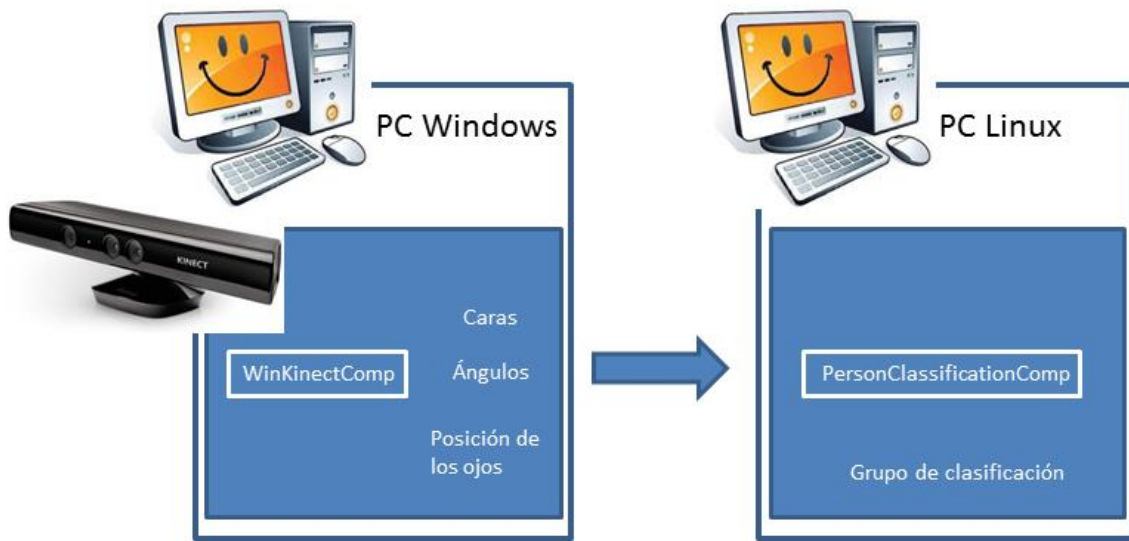 PC Windows
PC Linux
KINECT
Caras
WinKinectComp
Ángulos
Posición de
los ojos
PersonClassificationComp
Grupo de clasificación